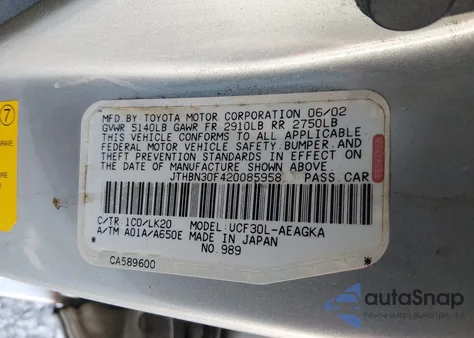 7
MFD BY TOYOTA MOTOR CORPORATION 06/02
GVWR 5140LB GAWR FR 2910LB RR 2750LB
THIS VEHICLE CONFORMS TO ALL APPLICABLE
FEDERAL MOTOR VEHICLE SAFETY, BUMPER, AND
THEFT PREVENTION STANDARDS IN EFFECT ON
THE DATE OF MANUFACTURE SHOWN ABOVE.
JTHBN30F420085958 PASS.CAR
C/TR:1C0/LK20 MODEL:UCF30L-AEAGKA
A/TM A01A/A650E MADE IN JAPAN
NO.989
CA589600
autoSnap